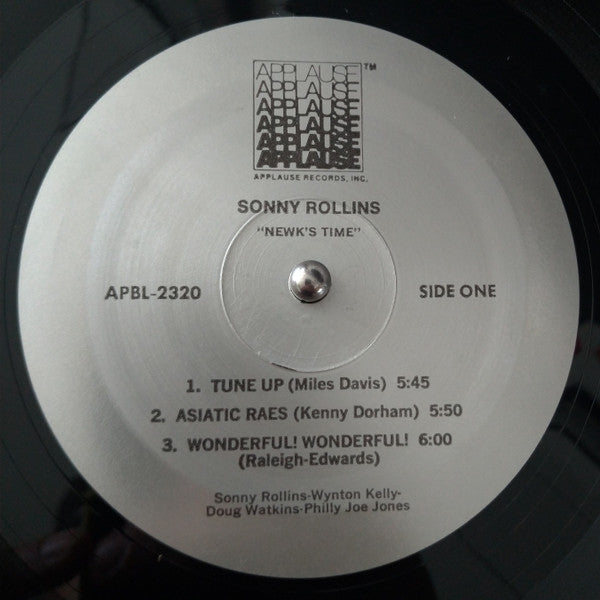 APPLAUSE™
APPLAUSE
APPLAUSE
APPLAUSE
APPLAUSE
APPLAUSE
APPLAUSE RECORDS, INC.
SONNY ROLLINS
"NEWK'S TIME"
APBL-2320 SIDE ONE
1. TUNE UP (Miles Davis) 5:45
2. ASIATIC RAES (Kenny Dorham) 5:50
3. WONDERFUL! WONDERFUL! 6:00
(Raleigh-Edwards)
Sonny Rollins-Wynton Kelly-
Doug Watkins-Philly Joe Jones